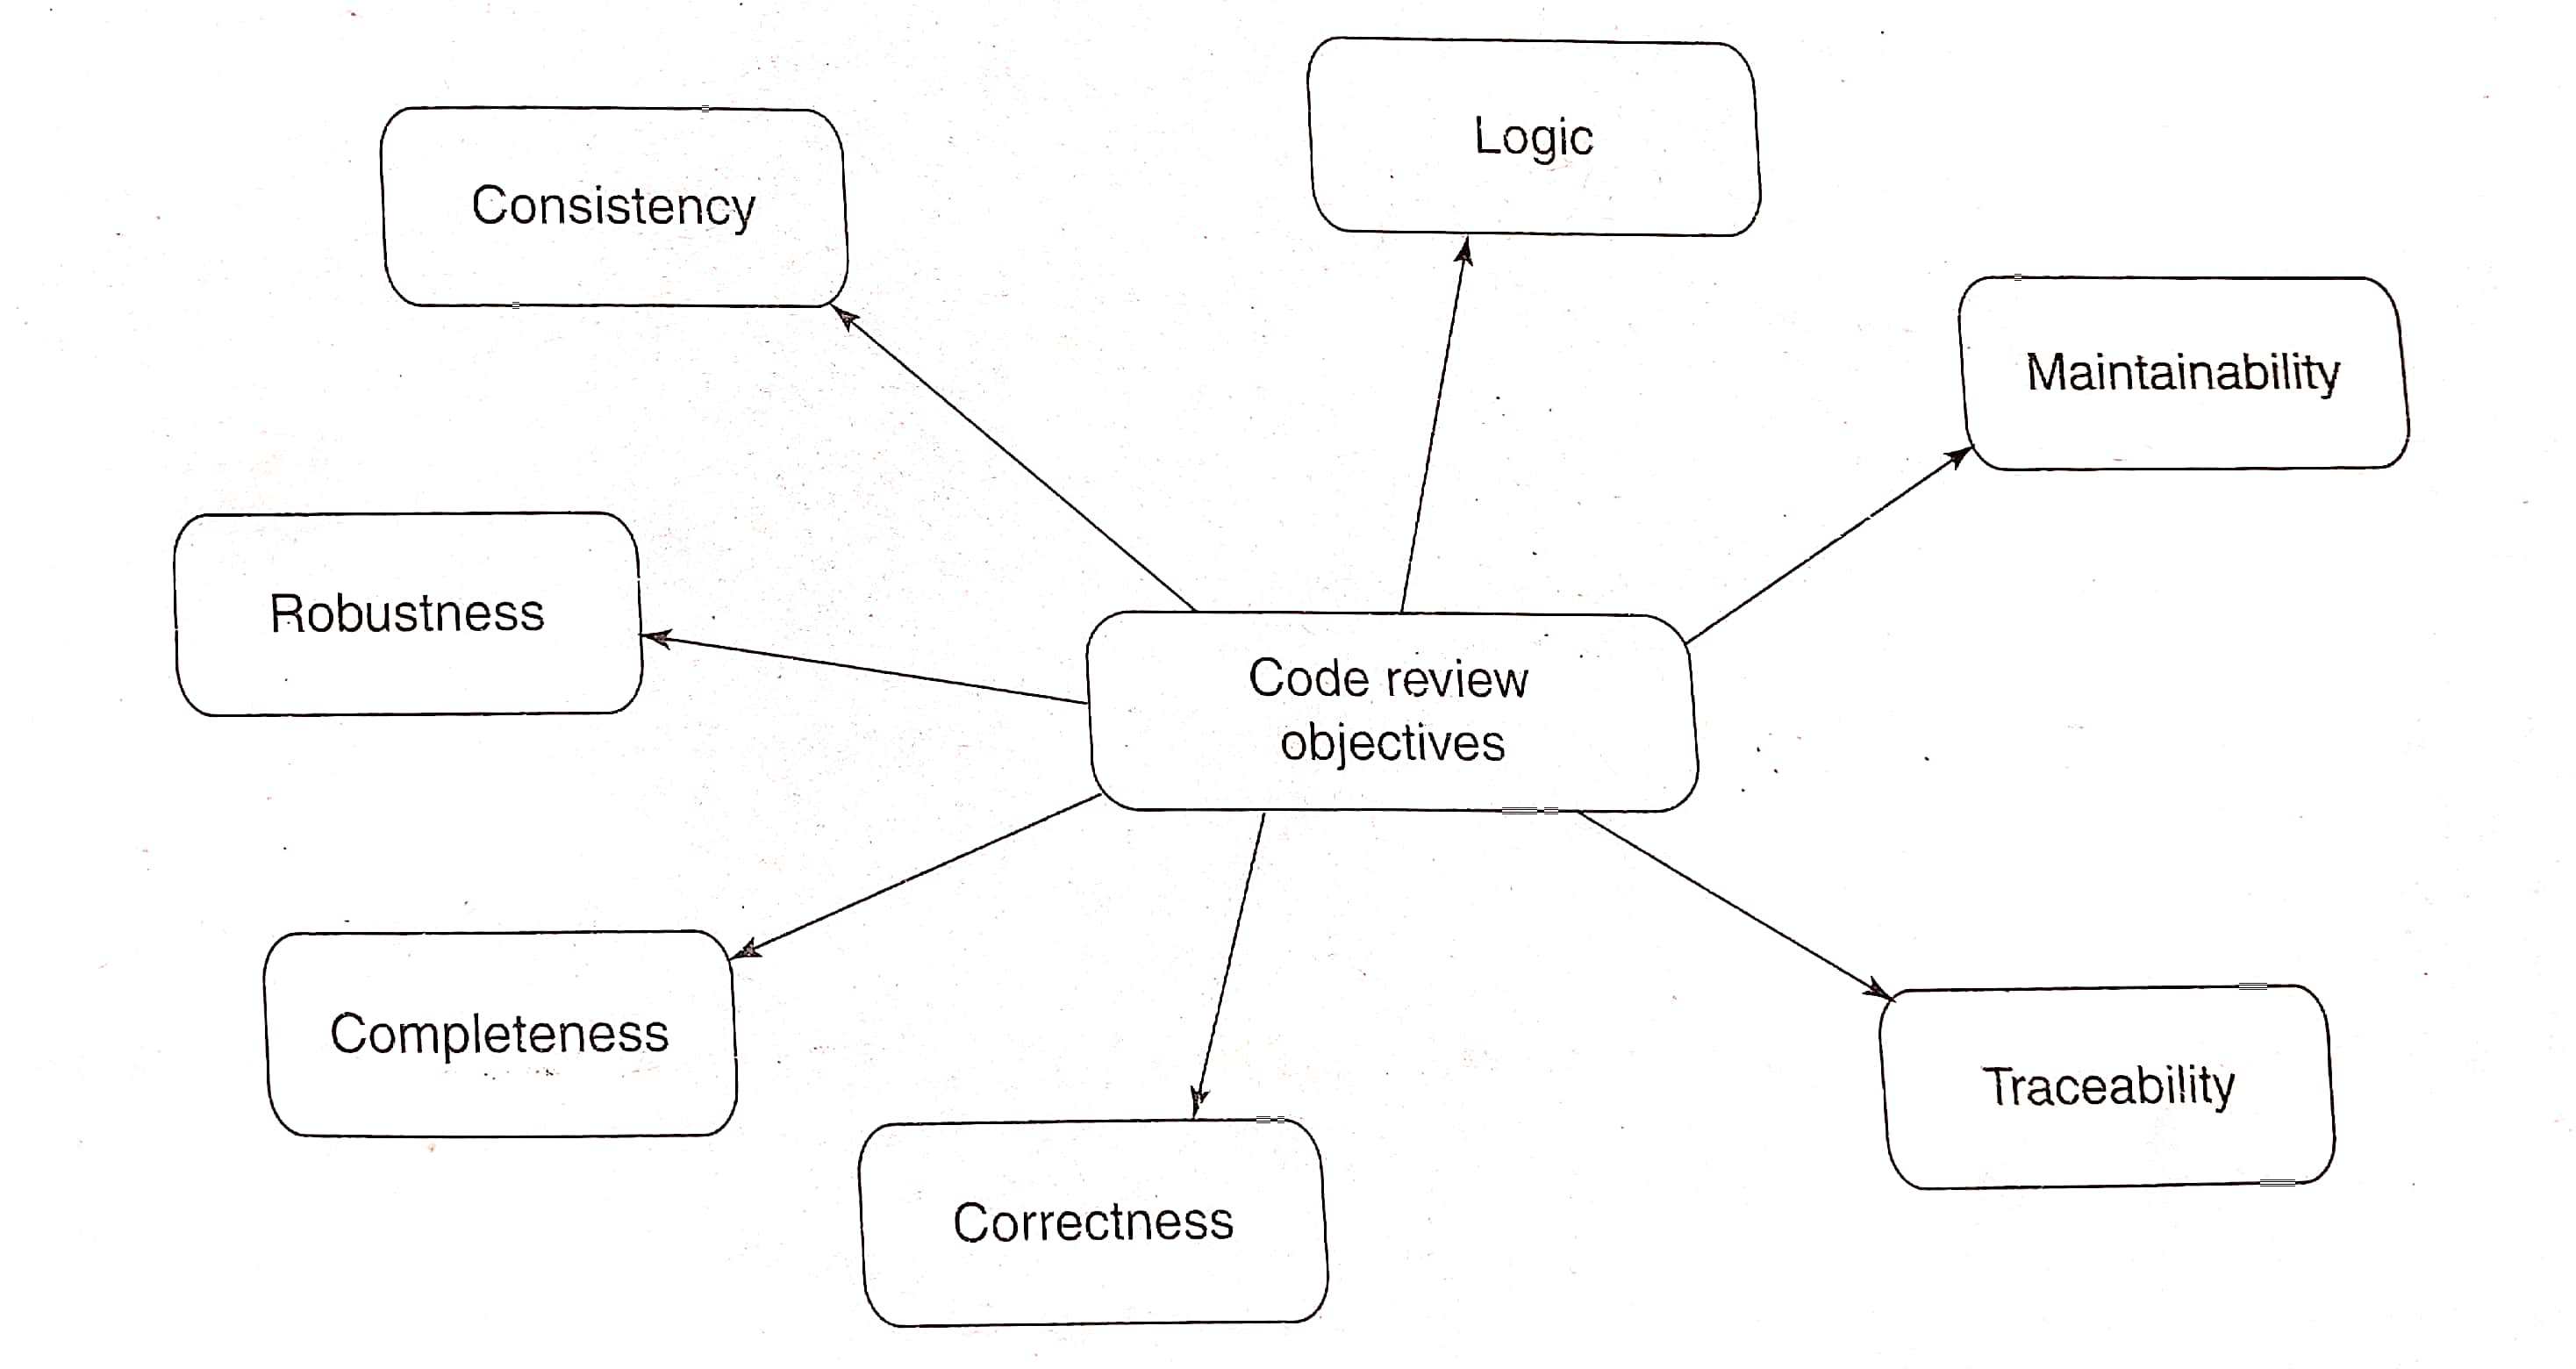 Logic
Consistency
Maintainability
Robustness
Code review
objectives
Completeness
Traceability
Correctness